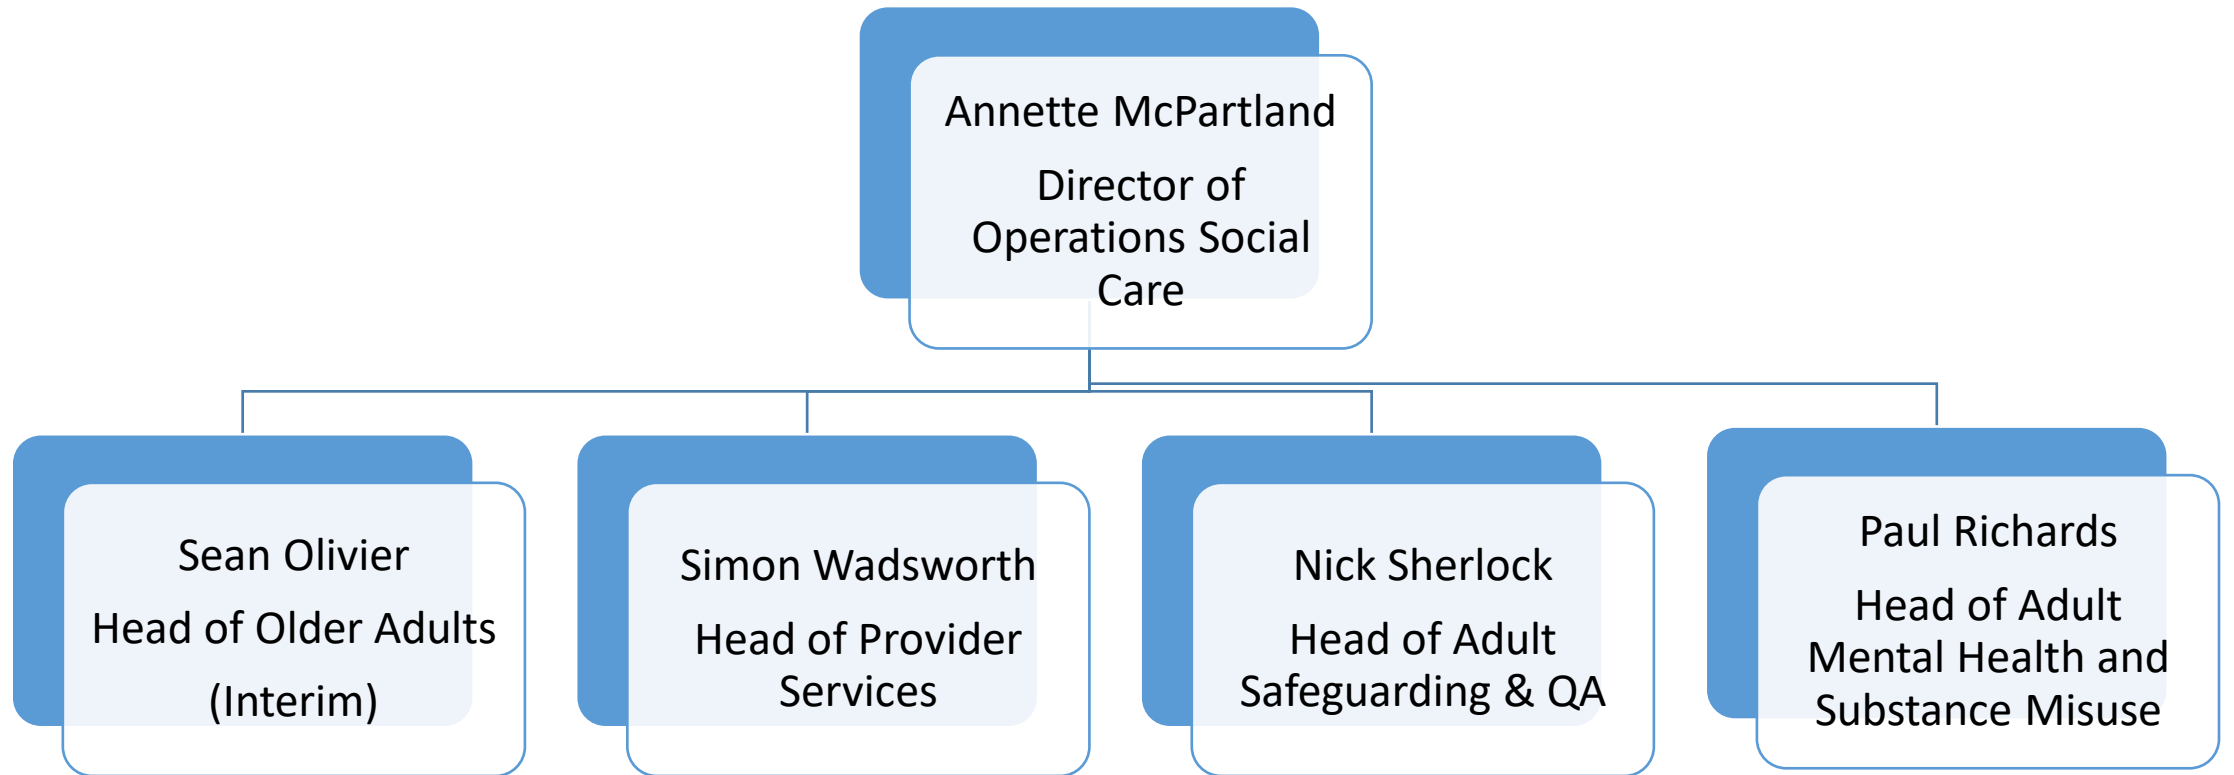 Annette McPartland
Director of
Operations Social
Care
Sean Olivier
Head of Older Adults
(Interim)
Simon Wadsworth
Head of Provider
Services
Nick Sherlock
Head of Adult
Safeguarding & QA
Paul Richards
Head of Adult
Mental Health and
Substance Misuse